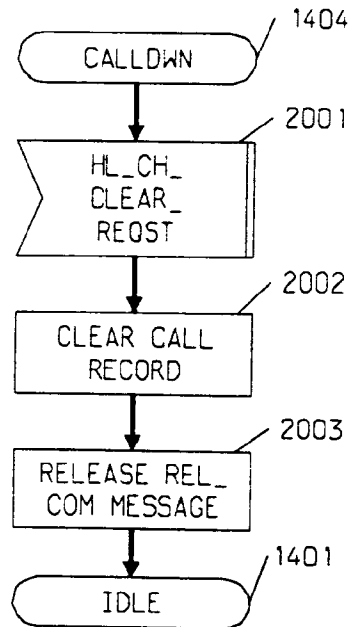 1404
CALLDWN
2001
HL_CH_
CLEAR_
REQST
2002
CLEAR CALL
RECORD
2003
RELEASE REL_
COM MESSAGE
1401
IDLE